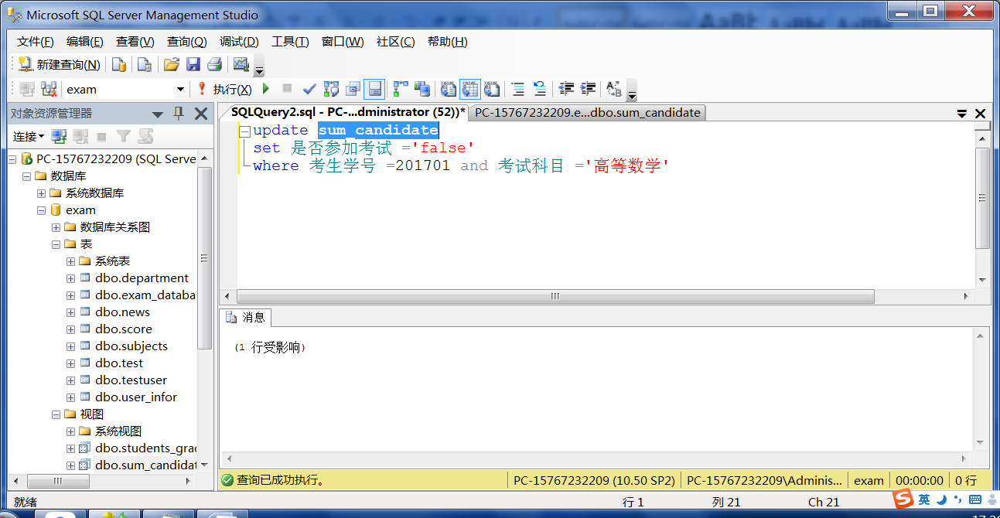 Microsoft SQL Server Management Studio
文件(F) 编辑(E) 查看(V) 查询(Q) 调试(D) 工具(T) 窗口(W) 社区(C) 帮助(H)
新建查询(N)
exam 执行(X)
对象资源管理器
连接
PC-15767232209 (SQL Serve
数据库
系统数据库
exam
数据库关系图
表
系统表
dbo.department
dbo.exam_databa
dbo.news
dbo.score
dbo.subjects
dbo.test
dbo.testuser
dbo.user_infor
视图
系统视图
dbo.students_grad
dbo.sum_candidat
SQLQuery2.sql - PC-...dministrator (52))* PC-15767232209.e...dbo.sum_candidate
update sum_candidate
set 是否参加考试 ='false'
where 考生学号 =201701 and 考试科目 ='高等数学'
消息
(1 行受影响)
查询已成功执行。 PC-15767232209 (10.50 SP2) PC-15767232209\Adminis... exam 00:00:00 0 行
就绪 行 1 列 21 Ch 21
英